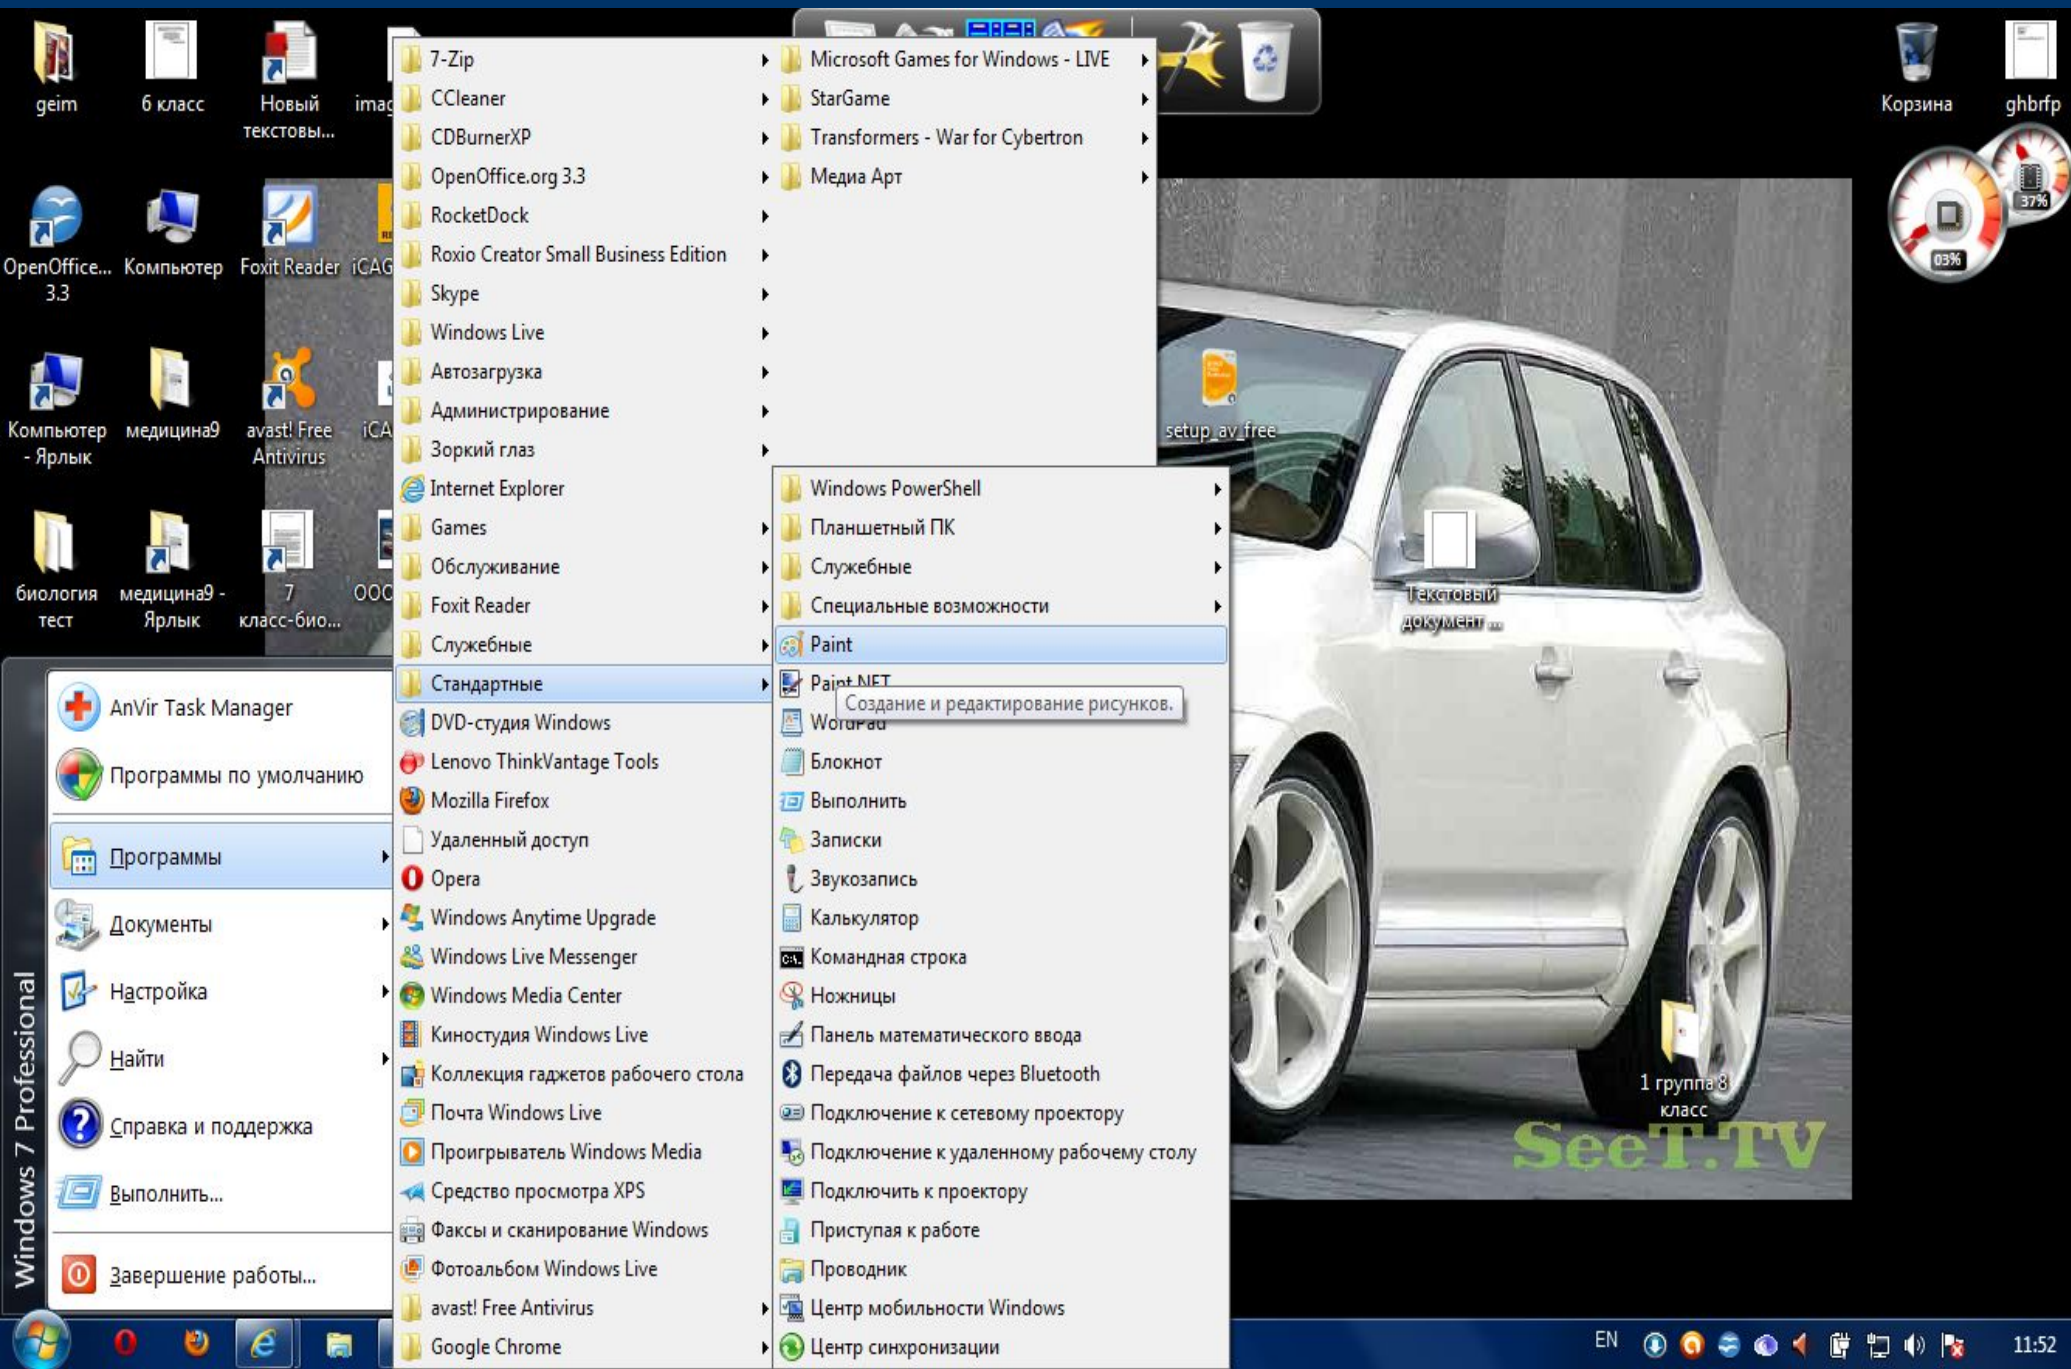 geim
6 класс
Новый
текстовы...
Корзина
ghbrfp
37%
03%
OpenOffice...
3.3
Компьютер
Foxit Reader
iCAG
Компьютер
- Ярлык
медицина9
avast! Free
Antivirus
iCA
биология
тест
медицина9 -
Ярлык
7
класс-био...
setup_av_free
Текстовый
документ ...
1 группа 8
класс
SeeT.TV
Windows 7 Professional
AnVir Task Manager
Программы по умолчанию
Программы
Документы
Настройка
Найти
Справка и поддержка
Выполнить...
Завершение работы...
7-Zip
CCleaner
CDBurnerXP
OpenOffice.org 3.3
RocketDock
Roxio Creator Small Business Edition
Skype
Windows Live
Автозагрузка
Администрирование
Зоркий глаз
Internet Explorer
Games
Обслуживание
Foxit Reader
Служебные
Стандартные
DVD-студия Windows
Lenovo ThinkVantage Tools
Mozilla Firefox
Удаленный доступ
Opera
Windows Anytime Upgrade
Windows Live Messenger
Windows Media Center
Киностудия Windows Live
Коллекция гаджетов рабочего стола
Почта Windows Live
Проигрыватель Windows Media
Средство просмотра XPS
Факсы и сканирование Windows
Фотоальбом Windows Live
avast! Free Antivirus
Google Chrome
Microsoft Games for Windows - LIVE
StarGame
Transformers - War for Cybertron
Медиа Арт
Windows PowerShell
Планшетный ПК
Служебные
Специальные возможности
Paint
Paint.NET
Создание и редактирование рисунков.
WordPad
Блокнот
Выполнить
Записки
Звукозапись
Калькулятор
Командная строка
Ножницы
Панель математического ввода
Передача файлов через Bluetooth
Подключение к сетевому проектору
Подключение к удаленному рабочему столу
Подключить к проектору
Приступая к работе
Проводник
Центр мобильности Windows
Центр синхронизации
EN
11:52